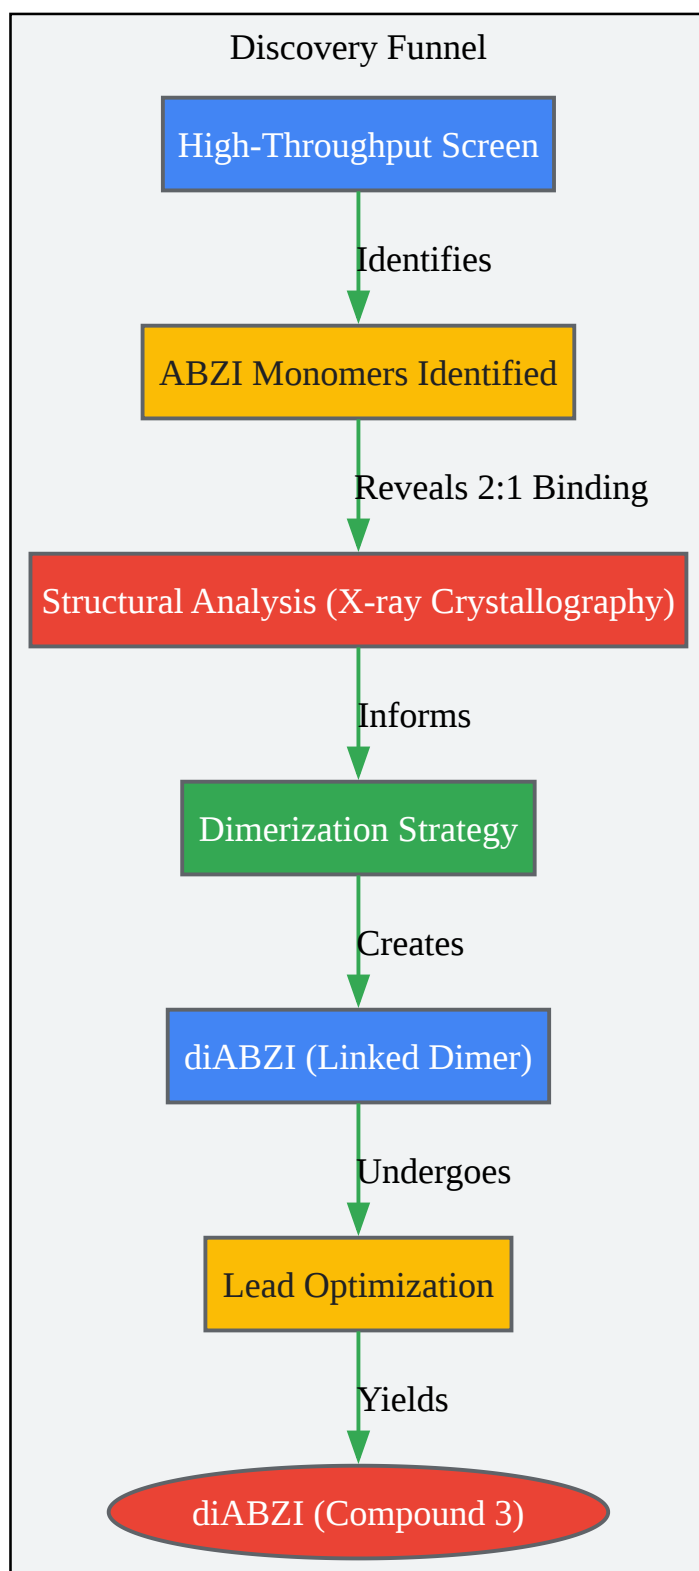 Discovery Funnel
High-Throughput Screen
Identifies
ABZI Monomers Identified
Reveals 2:1 Binding
Structural Analysis (X-ray Crystallography)
Informs
Dimerization Strategy
Creates
diABZI (Linked Dimer)
Undergoes
Lead Optimization
Yields
diABZI (Compound 3)